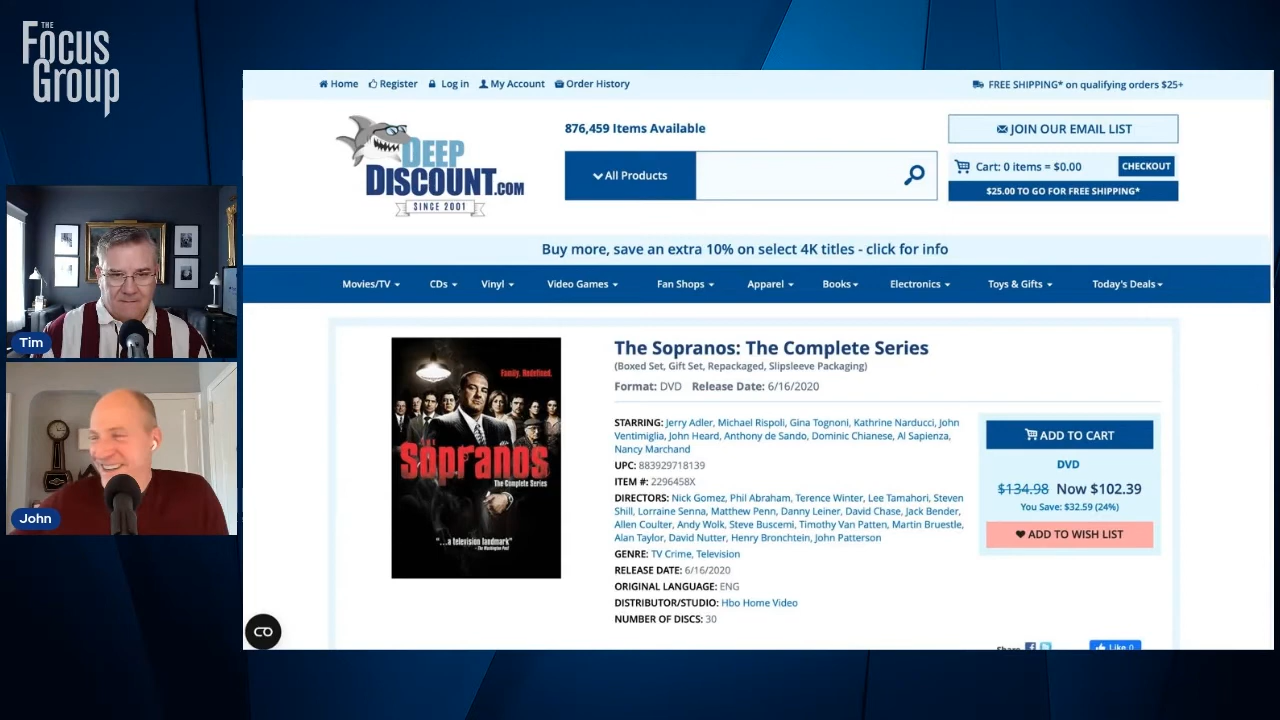 THE
Focus
Group
Home Register Log in My Account Order History
FREE SHIPPING* on qualifying orders $25+
DEEP
DISCOUNT.COM
SINCE 2001
876,459 Items Available
All Products
JOIN OUR EMAIL LIST
Cart: 0 items = $0.00 CHECKOUT
$25.00 TO GO FOR FREE SHIPPING*
Buy more, save an extra 10% on select 4K titles - click for info
Movies/TV CDs Vinyl Video Games Fan Shops Apparel Books Electronics Toys & Gifts Today's Deals
Tim
John
Family. Redefined.
Sopranos
The Complete Series
"...a television landmark"
The Sopranos: The Complete Series
(Boxed Set, Gift Set, Repackaged, Slipsleeve Packaging)
Format: DVD Release Date: 6/16/2020
STARRING: Jerry Adler, Michael Rispoli, Gina Tognoni, Kathrine Narducci, John
Ventimiglia, John Heard, Anthony de Sando, Dominic Chianese, Al Sapienza,
Nancy Marchand
UPC: 883929718139
ITEM #: 2296458X
DIRECTORS: Nick Gomez, Phil Abraham, Terence Winter, Lee Tamahori, Steven
Shill, Lorraine Senna, Matthew Penn, Danny Leiner, David Chase, Jack Bender,
Allen Coulter, Andy Wolk, Steve Buscemi, Timothy Van Patten, Martin Bruestle,
Alan Taylor, David Nutter, Henry Bronchtein, John Patterson
GENRE: TV Crime, Television
RELEASE DATE: 6/16/2020
ORIGINAL LANGUAGE: ENG
DISTRIBUTOR/STUDIO: Hbo Home Video
NUMBER OF DISCS: 30
ADD TO CART
DVD
$134.98 Now $102.39
You Save: $32.59 (24%)
ADD TO WISH LIST
Share
Like 0